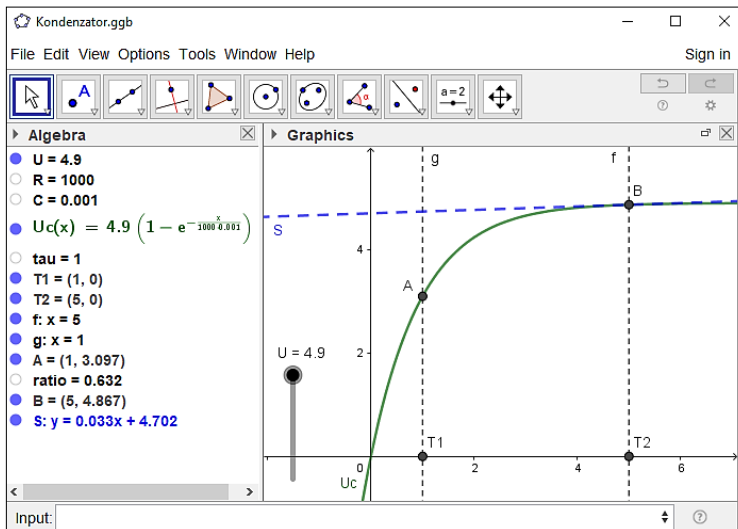 Kondenzator.ggb
File Edit View Options Tools Window Help Sign in
A α a=2
Algebra
U = 4.9
R = 1000
C = 0.001
Uc(x) = 4.9 (1 − e^(−x/(1000·0.001)))
tau = 1
T1 = (1, 0)
T2 = (5, 0)
f: x = 5
g: x = 1
A = (1, 3.097)
ratio = 0.632
B = (5, 4.867)
S: y = 0.033x + 4.702
Graphics
g f
B
S
4
A
U = 4.9
2
T1 T2
0 2 4 6
Uc
Input: